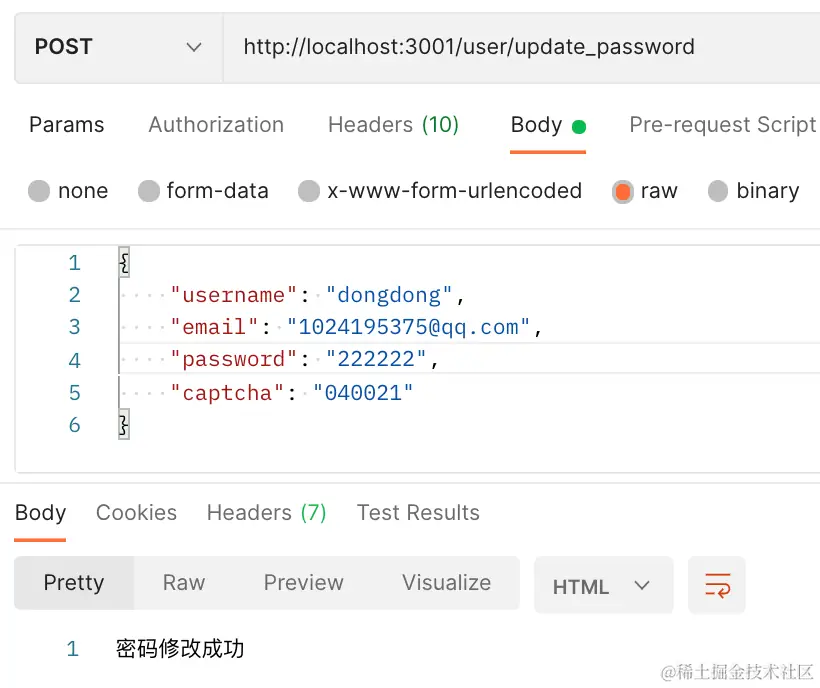 POST http://localhost:3001/user/update_password
Params Authorization Headers (10) Body Pre-request Script
none form-data x-www-form-urlencoded raw binary
1 {
2 "username": "dongdong",
3 "email": "1024195375@qq.com",
4 "password": "222222",
5 "captcha": "040021"
6 }
Body Cookies Headers (7) Test Results
Pretty Raw Preview Visualize HTML
1 密码修改成功
@稀土掘金技术社区